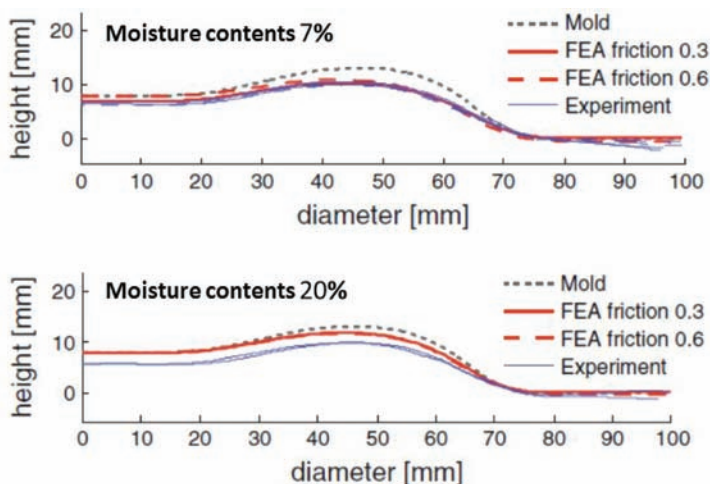 Moisture contents 7%
Mold
FEA friction 0.3
FEA friction 0.6
Experiment
height [mm]
20
10
0
0 10 20 30 40 50 60 70 80 90 100
diameter [mm]
Moisture contents 20%
Mold
FEA friction 0.3
FEA friction 0.6
Experiment
height [mm]
20
10
0
0 10 20 30 40 50 60 70 80 90 100
diameter [mm]